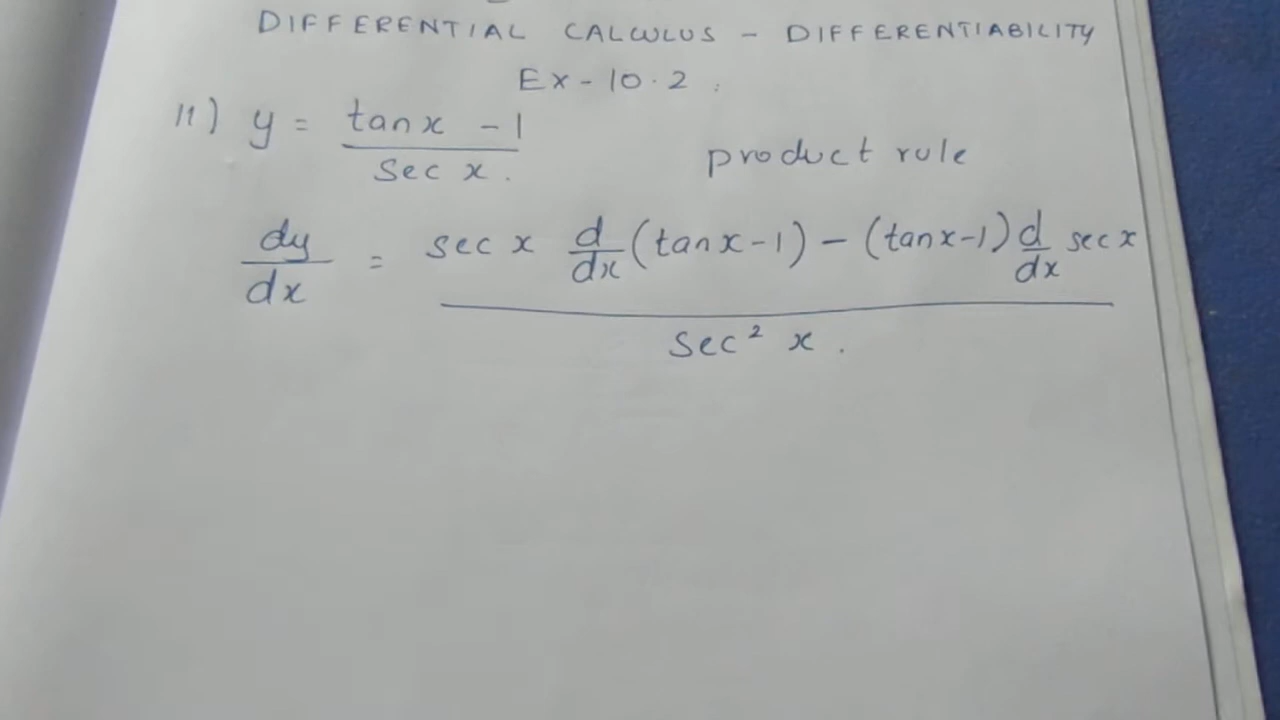 DIFFERENTIAL CALCULUS - DIFFERENTIABILITY
Ex - 10.2.
11) y = (tan x - 1) / (sec x).
product rule
dy/dx = (sec x d/dx (tan x - 1) - (tan x - 1) d/dx sec x) / (sec² x).